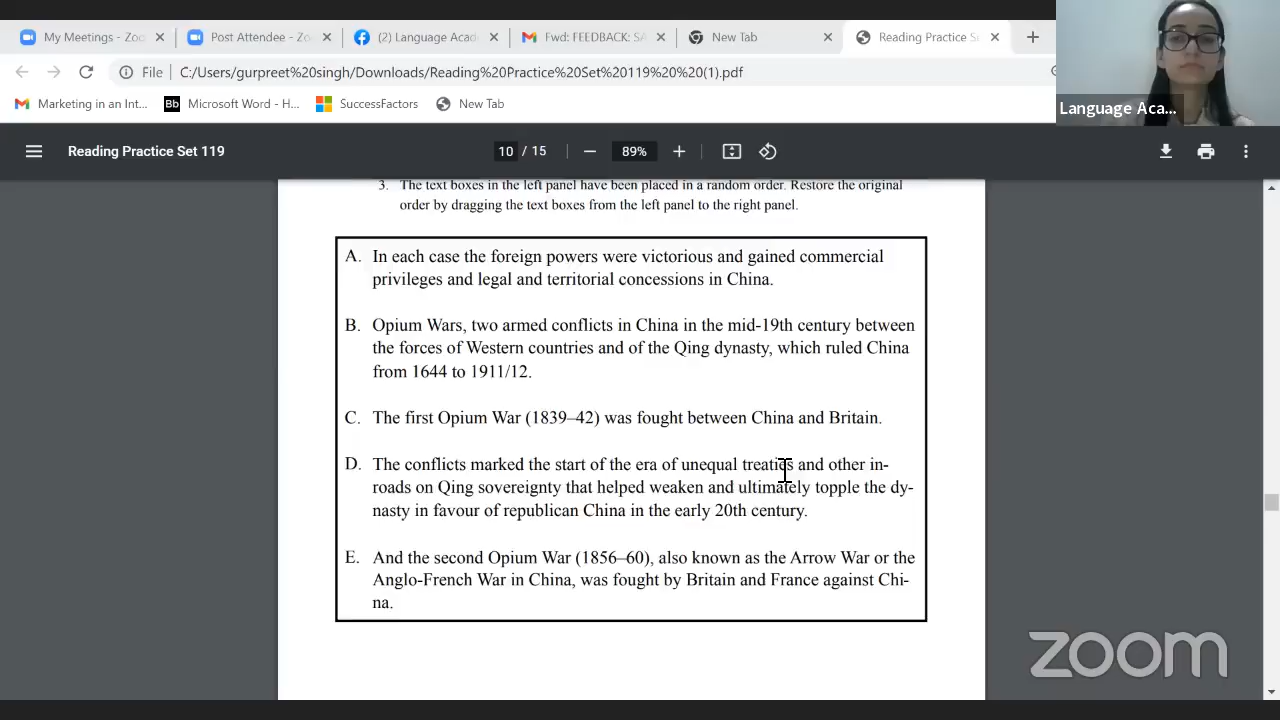 My Meetings - Zoo
Post Attendee - Zo
(2) Language Acad
Fwd: FEEDBACK: SA
New Tab
Reading Practice Se
File
C:/Users/gurpreet%20singh/Downloads/Reading%20Practice%20Set%20119%20%20(1).pdf
Marketing in an Int...
Bb
Microsoft Word - H...
SuccessFactors
New Tab
Language Aca...
Reading Practice Set 119
10 / 15
89%
3. The text boxes in the left panel have been placed in a random order. Restore the original
order by dragging the text boxes from the left panel to the right panel.
A. In each case the foreign powers were victorious and gained commercial
privileges and legal and territorial concessions in China.
B. Opium Wars, two armed conflicts in China in the mid-19th century between
the forces of Western countries and of the Qing dynasty, which ruled China
from 1644 to 1911/12.
C. The first Opium War (1839–42) was fought between China and Britain.
D. The conflicts marked the start of the era of unequal treaties and other in-
roads on Qing sovereignty that helped weaken and ultimately topple the dy-
nasty in favour of republican China in the early 20th century.
E. And the second Opium War (1856–60), also known as the Arrow War or the
Anglo-French War in China, was fought by Britain and France against Chi-
na.
zoom